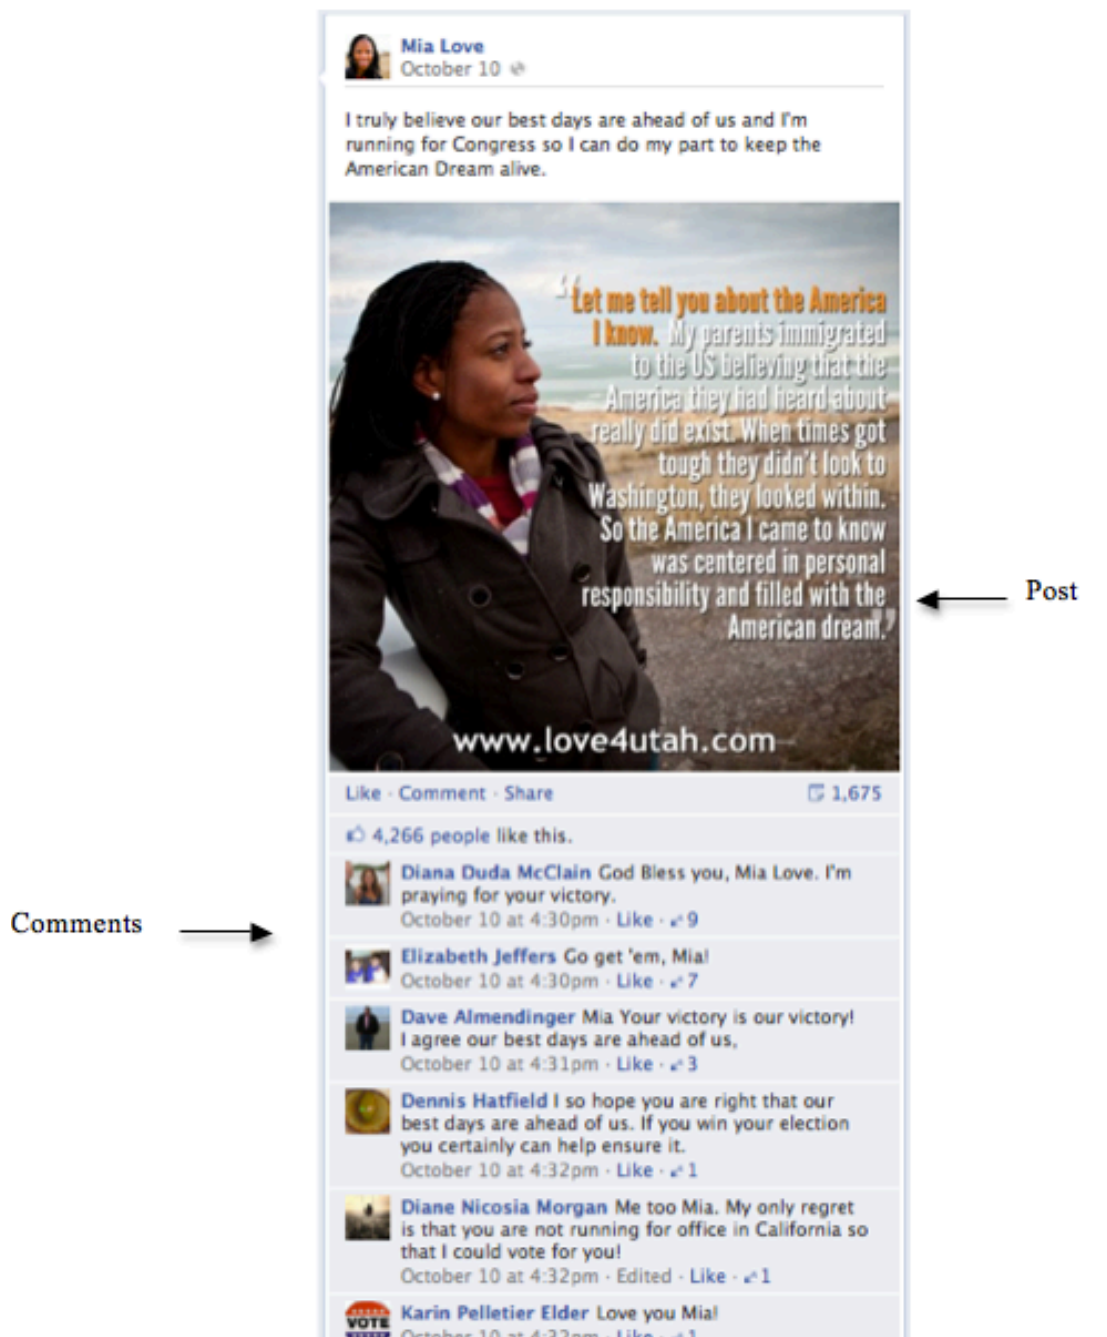 Mia Love
October 10
I truly believe our best days are ahead of us and I'm
running for Congress so I can do my part to keep the
American Dream alive.
“Let me tell you about the America
I know. My parents immigrated
to the US believing that the
America they had heard about
really did exist. When times got
tough they didn't look to
Washington, they looked within.
So the America I came to know
was centered in personal
responsibility and filled with the
American dream.”
www.love4utah.com
Post
Like · Comment · Share 1,675
4,266 people like this.
Comments
Diana Duda McClain God Bless you, Mia Love. I'm
praying for your victory.
October 10 at 4:30pm · Like · 9
Elizabeth Jeffers Go get 'em, Mia!
October 10 at 4:30pm · Like · 7
Dave Almendinger Mia Your victory is our victory!
I agree our best days are ahead of us,
October 10 at 4:31pm · Like · 3
Dennis Hatfield I so hope you are right that our
best days are ahead of us. If you win your election
you certainly can help ensure it.
October 10 at 4:32pm · Like · 1
Diane Nicosia Morgan Me too Mia. My only regret
is that you are not running for office in California so
that I could vote for you!
October 10 at 4:32pm · Edited · Like · 1
VOTE
Karin Pelletier Elder Love you Mia!
October 10 at 4:32pm · Like · 1